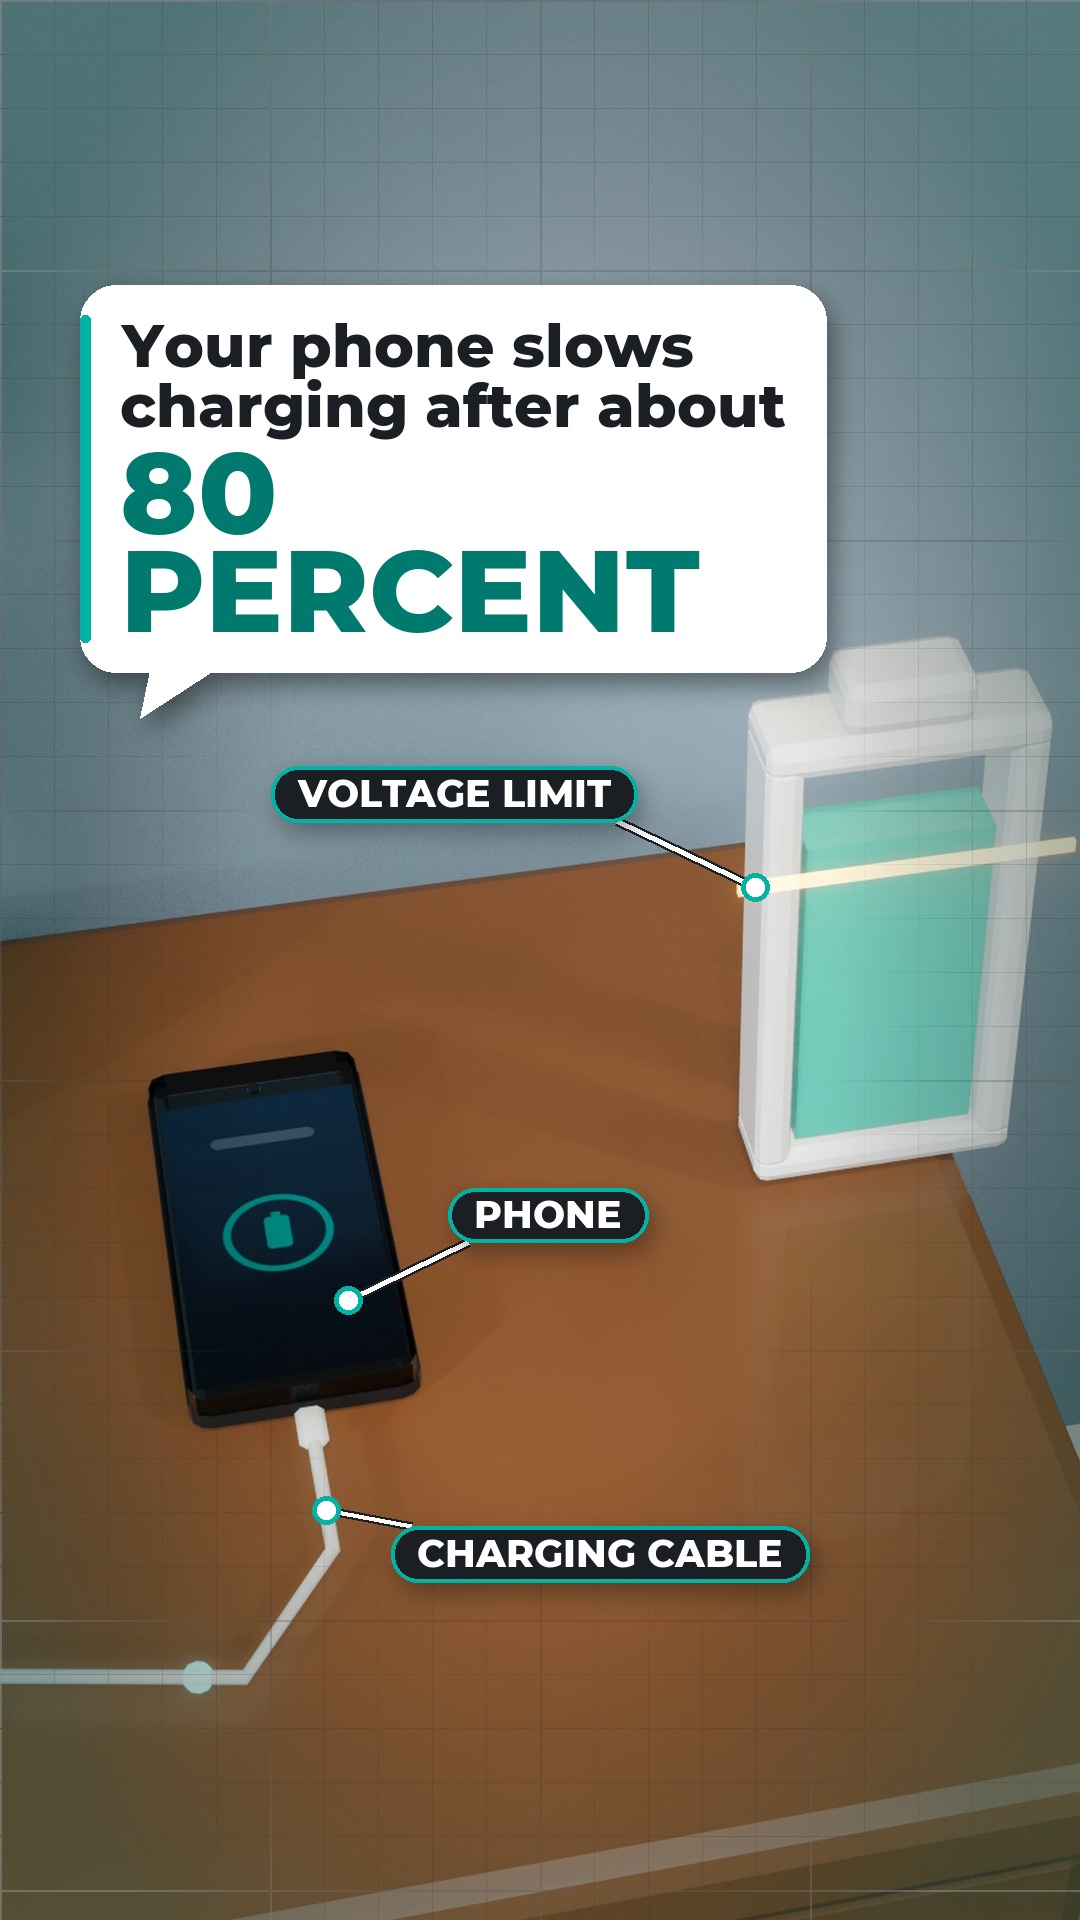 Your phone slows
charging after about
80
PERCENT
VOLTAGE LIMIT
PHONE
CHARGING CABLE